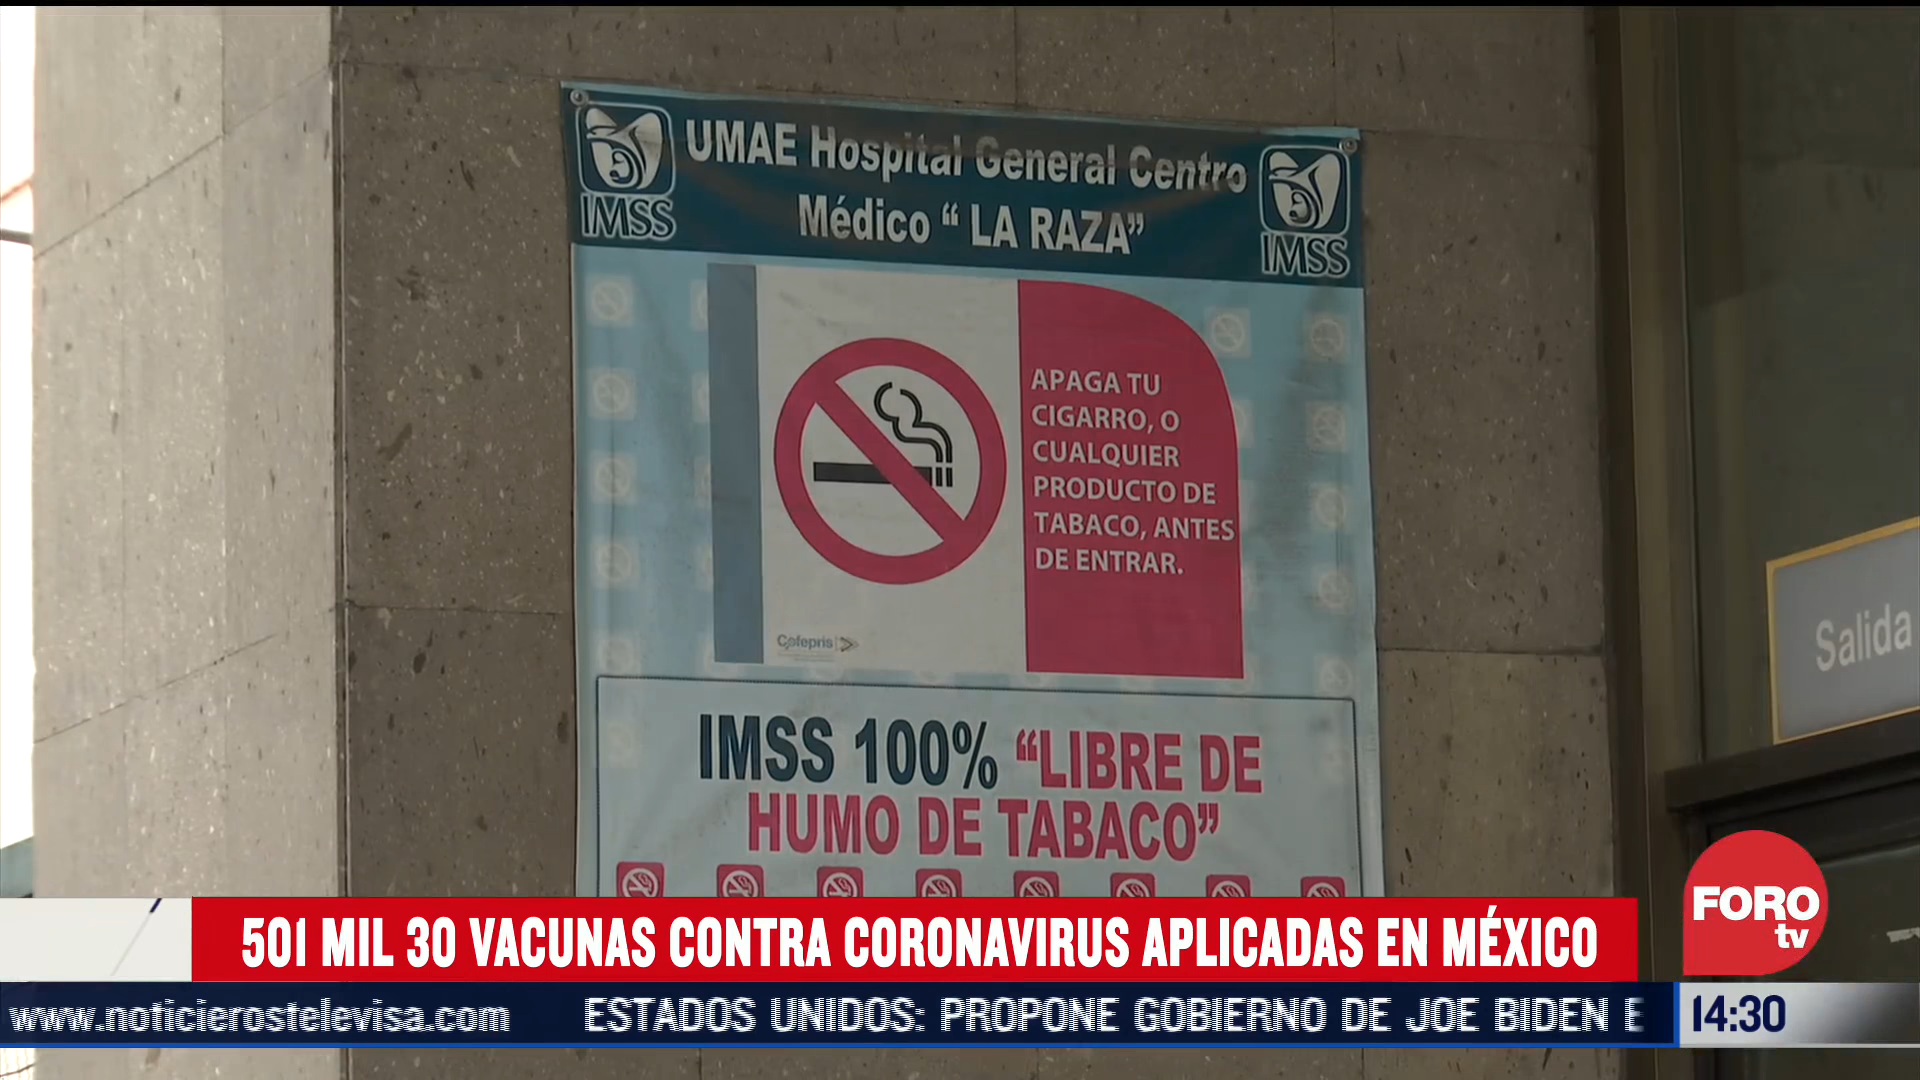 UMAE Hospital General Centro
Médico “ LA RAZA”
IMSS
IMSS
APAGA TU
CIGARRO, O
CUALQUIER
PRODUCTO DE
TABACO, ANTES
DE ENTRAR.
Cofepris
IMSS 100% “LIBRE DE
HUMO DE TABACO”
Salida
501 MIL 30 VACUNAS CONTRA CORONAVIRUS APLICADAS EN MÉXICO
FORO
tv
www.noticierostelevisa.com
ESTADOS UNIDOS: PROPONE GOBIERNO DE JOE BIDEN E
14:30